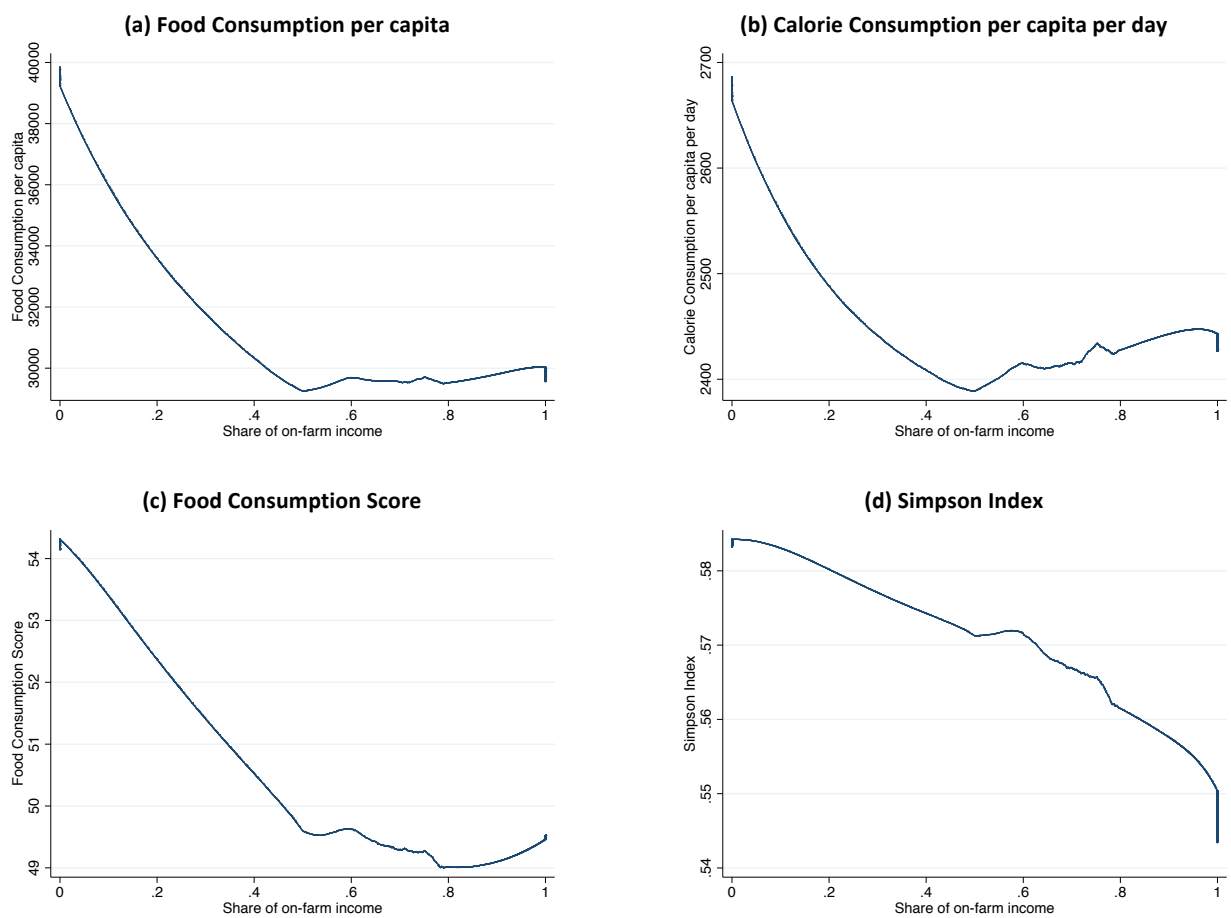 (a) Food Consumption per capita
Food Consumption per capita
40000
38000
36000
34000
32000
30000
0 .2 .4 .6 .8 1
Share of on-farm income
(b) Calorie Consumption per capita per day
Calorie Consumption per capita per day
2700
2600
2500
2400
0 .2 .4 .6 .8 1
Share of on-farm income
(c) Food Consumption Score
Food Consumption Score
54
53
52
51
50
49
0 .2 .4 .6 .8 1
Share of on-farm income
(d) Simpson Index
Simpson Index
.58
.57
.56
.55
.54
0 .2 .4 .6 .8 1
Share of on-farm income